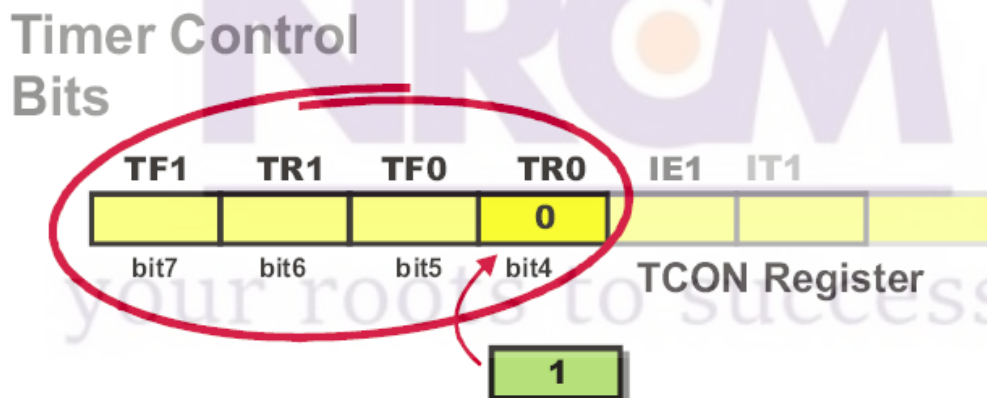 Timer Control
Bits
NRCM
TF1 TR1 TF0 TR0 IE1 IT1
0
bit7 bit6 bit5 bit4
TCON Register
your roots to success
1